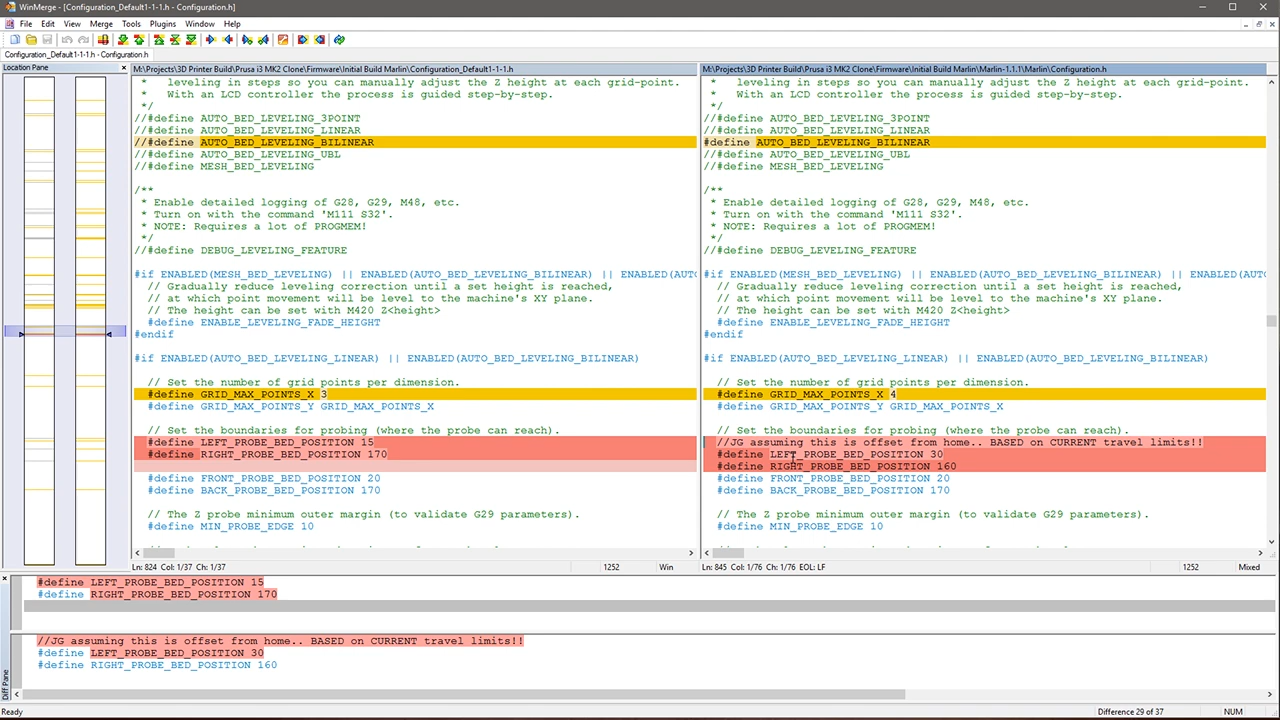 WinMerge - [Configuration_Default1-1-1.h - Configuration.h]
File Edit View Merge Tools Plugins Window Help
Configuration_Default1-1-1.h - Configuration.h
Location Pane
M:\Projects\3D Printer Build\Prusa i3 MK2 Clone\Firmware\Initial Build Marlin\Configuration_Default1-1-1.h
* leveling in steps so you can manually adjust the Z height at each grid-point.
* With an LCD controller the process is guided step-by-step.
*/
//#define AUTO_BED_LEVELING_3POINT
//#define AUTO_BED_LEVELING_LINEAR
//#define AUTO_BED_LEVELING_BILINEAR
//#define AUTO_BED_LEVELING_UBL
//#define MESH_BED_LEVELING
/**
* Enable detailed logging of G28, G29, M48, etc.
* Turn on with the command 'M111 S32'.
* NOTE: Requires a lot of PROGMEM!
*/
//#define DEBUG_LEVELING_FEATURE
#if ENABLED(MESH_BED_LEVELING) || ENABLED(AUTO_BED_LEVELING_BILINEAR) || ENABLED(AUT
// Gradually reduce leveling correction until a set height is reached,
// at which point movement will be level to the machine's XY plane.
// The height can be set with M420 Z<height>
#define ENABLE_LEVELING_FADE_HEIGHT
#endif
#if ENABLED(AUTO_BED_LEVELING_LINEAR) || ENABLED(AUTO_BED_LEVELING_BILINEAR)
// Set the number of grid points per dimension.
#define GRID_MAX_POINTS_X 3
#define GRID_MAX_POINTS_Y GRID_MAX_POINTS_X
// Set the boundaries for probing (where the probe can reach).
#define LEFT_PROBE_BED_POSITION 15
#define RIGHT_PROBE_BED_POSITION 170
#define FRONT_PROBE_BED_POSITION 20
#define BACK_PROBE_BED_POSITION 170
// The Z probe minimum outer margin (to validate G29 parameters).
#define MIN_PROBE_EDGE 10
Ln: 824 Col: 1/37 Ch: 1/37 1252 Win
M:\Projects\3D Printer Build\Prusa i3 MK2 Clone\Firmware\Initial Build Marlin\Marlin-1.1.1\Marlin\Configuration.h
* leveling in steps so you can manually adjust the Z height at each grid-point.
* With an LCD controller the process is guided step-by-step.
*/
//#define AUTO_BED_LEVELING_3POINT
//#define AUTO_BED_LEVELING_LINEAR
#define AUTO_BED_LEVELING_BILINEAR
//#define AUTO_BED_LEVELING_UBL
//#define MESH_BED_LEVELING
/**
* Enable detailed logging of G28, G29, M48, etc.
* Turn on with the command 'M111 S32'.
* NOTE: Requires a lot of PROGMEM!
*/
//#define DEBUG_LEVELING_FEATURE
#if ENABLED(MESH_BED_LEVELING) || ENABLED(AUTO_BED_LEVELING_BILINEAR) || ENABLED(AUTO
// Gradually reduce leveling correction until a set height is reached,
// at which point movement will be level to the machine's XY plane.
// The height can be set with M420 Z<height>
#define ENABLE_LEVELING_FADE_HEIGHT
#endif
#if ENABLED(AUTO_BED_LEVELING_LINEAR) || ENABLED(AUTO_BED_LEVELING_BILINEAR)
// Set the number of grid points per dimension.
#define GRID_MAX_POINTS_X 4
#define GRID_MAX_POINTS_Y GRID_MAX_POINTS_X
// Set the boundaries for probing (where the probe can reach).
//JG assuming this is offset from home.. BASED on CURRENT travel limits!!
#define LEFT_PROBE_BED_POSITION 30
#define RIGHT_PROBE_BED_POSITION 160
#define FRONT_PROBE_BED_POSITION 20
#define BACK_PROBE_BED_POSITION 170
// The Z probe minimum outer margin (to validate G29 parameters).
#define MIN_PROBE_EDGE 10
Ln: 845 Col: 1/76 Ch: 1/76 EOL: LF 1252 Mixed
Diff Pane
#define LEFT_PROBE_BED_POSITION 15
#define RIGHT_PROBE_BED_POSITION 170
//JG assuming this is offset from home.. BASED on CURRENT travel limits!!
#define LEFT_PROBE_BED_POSITION 30
#define RIGHT_PROBE_BED_POSITION 160
Ready Difference 29 of 37 NUM